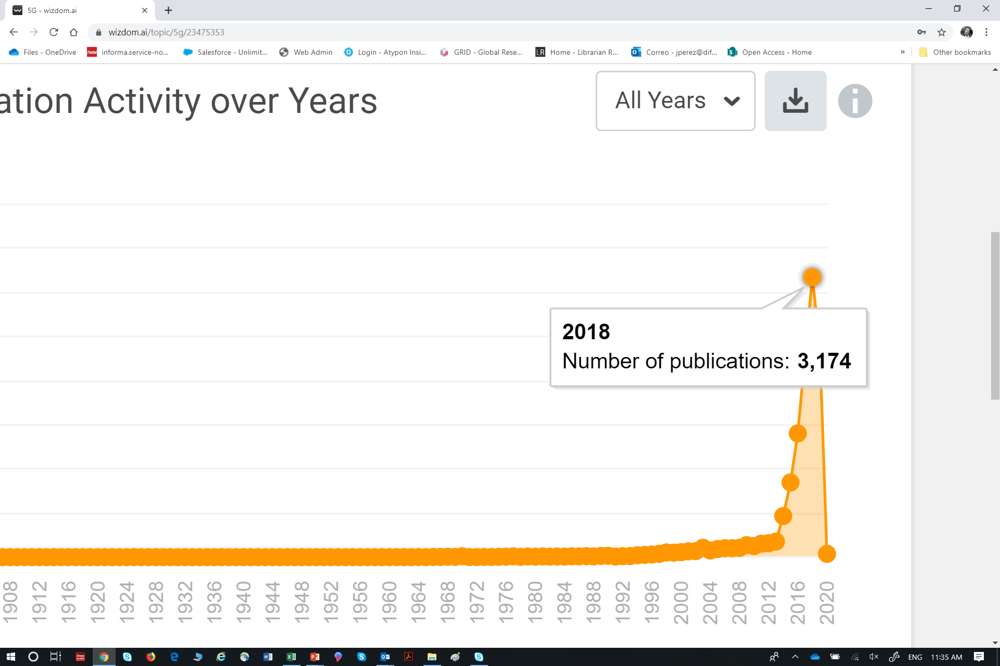 5G - wizdom.ai
wizdom.ai/topic/5g/23475353
Files - OneDrive
now informa.service-no...
Salesforce - Unlimit...
Web Admin
Login - Atypon Insi...
GRID - Global Rese...
LR Home - Librarian R...
Correo - jperez@dif...
Open Access - Home
» Other bookmarks
ation Activity over Years
All Years
2018
Number of publications: 3,174
1908 1912 1916 1920 1924 1928 1932 1936 1940 1944 1948 1952 1956 1960 1964 1968 1972 1976 1980 1984 1988 1992 1996 2000 2004 2008 2012 2016 2020
ENG 11:35 AM